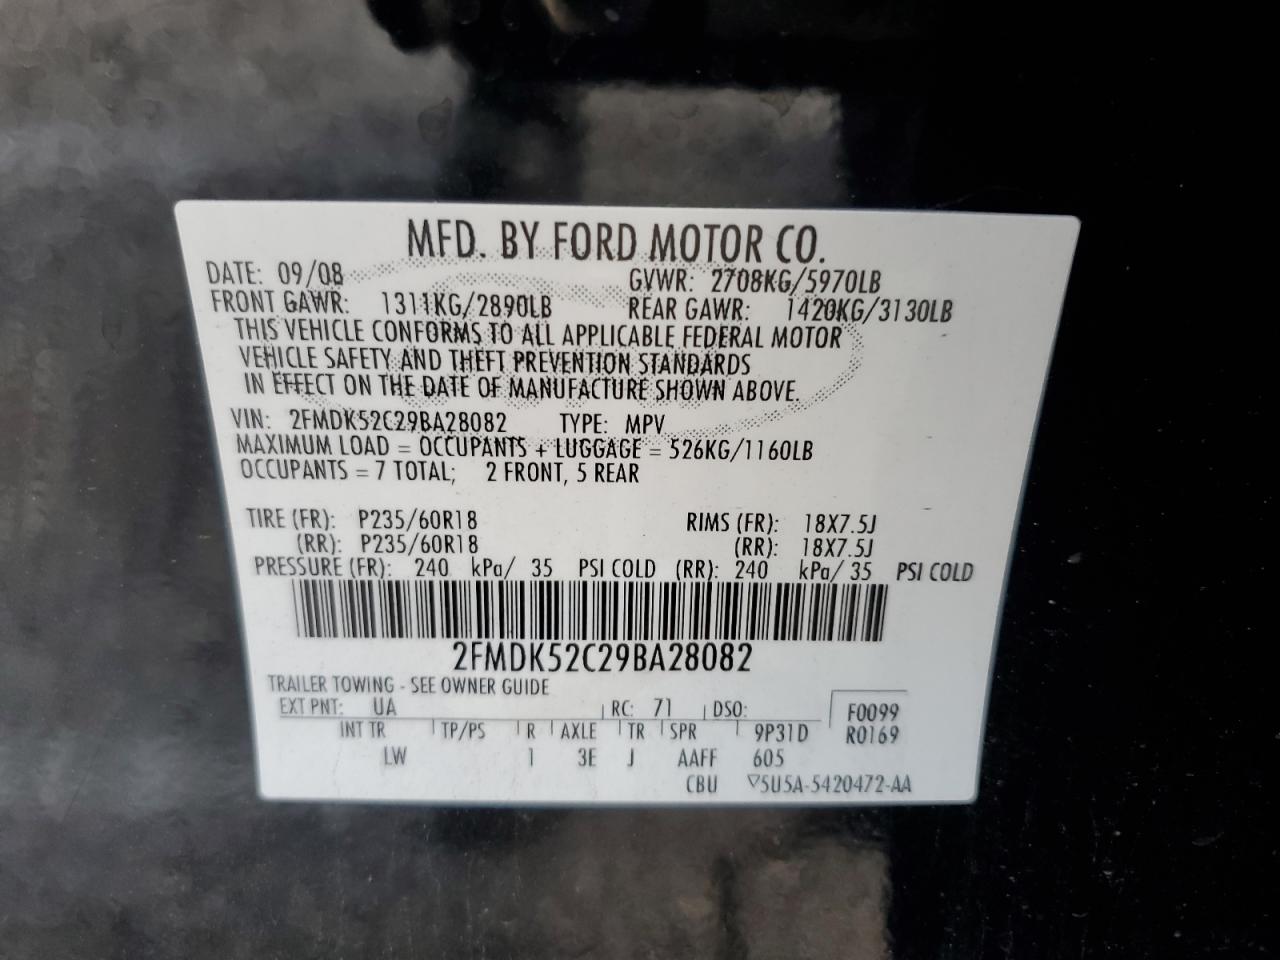 MFD. BY FORD MOTOR CO.
DATE: 09/08 GVWR: 2708KG/5970LB
FRONT GAWR: 1311KG/2890LB REAR GAWR: 1420KG/3130LB
THIS VEHICLE CONFORMS TO ALL APPLICABLE FEDERAL MOTOR
VEHICLE SAFETY AND THEFT PREVENTION STANDARDS
IN EFFECT ON THE DATE OF MANUFACTURE SHOWN ABOVE.
VIN: 2FMDK52C29BA28082 TYPE: MPV
MAXIMUM LOAD = OCCUPANTS + LUGGAGE = 526KG/1160LB
OCCUPANTS = 7 TOTAL; 2 FRONT, 5 REAR
TIRE (FR): P235/60R18 RIMS (FR): 18X7.5J
(RR): P235/60R18 (RR): 18X7.5J
PRESSURE (FR): 240 kPa/ 35 PSI COLD (RR): 240 kPa/ 35 PSI COLD
2FMDK52C29BA28082
TRAILER TOWING - SEE OWNER GUIDE
EXT PNT: UA RC: 71 DSO: F0099
INT TR TP/PS R AXLE TR SPR 9P31D R0169
LW 1 3E J AAFF 605
CBU ▽5U5A-5420472-AA